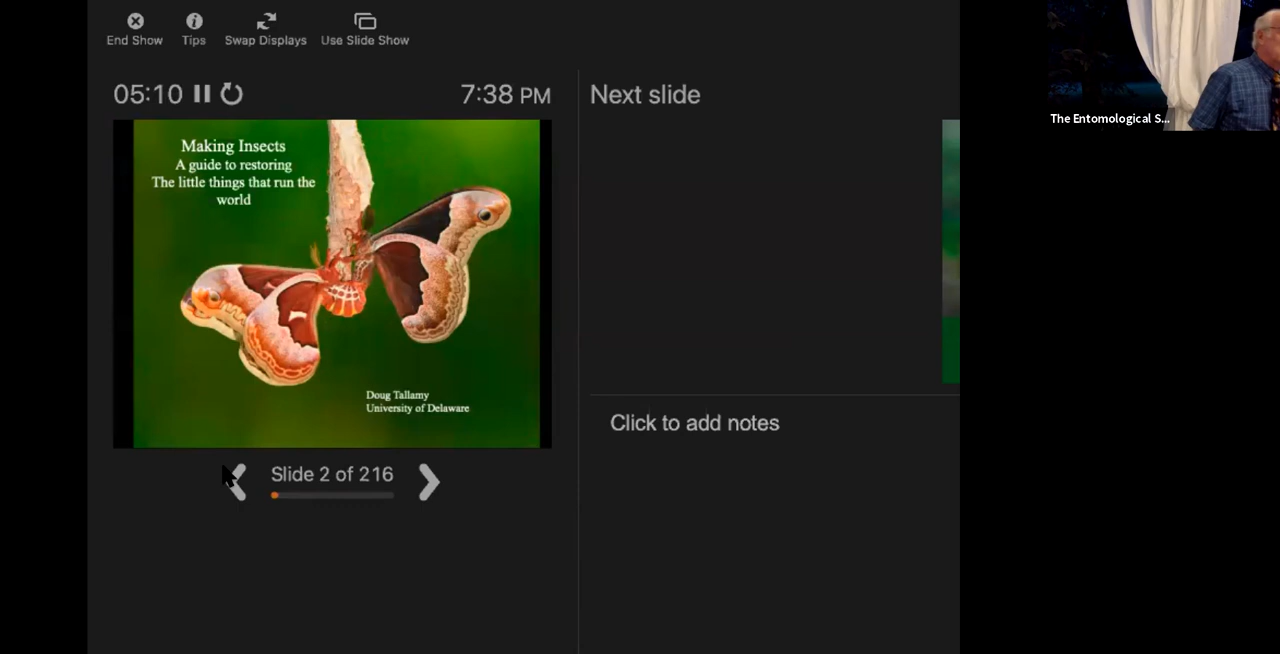 End Show
Tips
Swap Displays
Use Slide Show
05:10
7:38 PM
Next slide
The Entomological S...
Making Insects
A guide to restoring
The little things that run the
world
Doug Tallamy
University of Delaware
Click to add notes
Slide 2 of 216